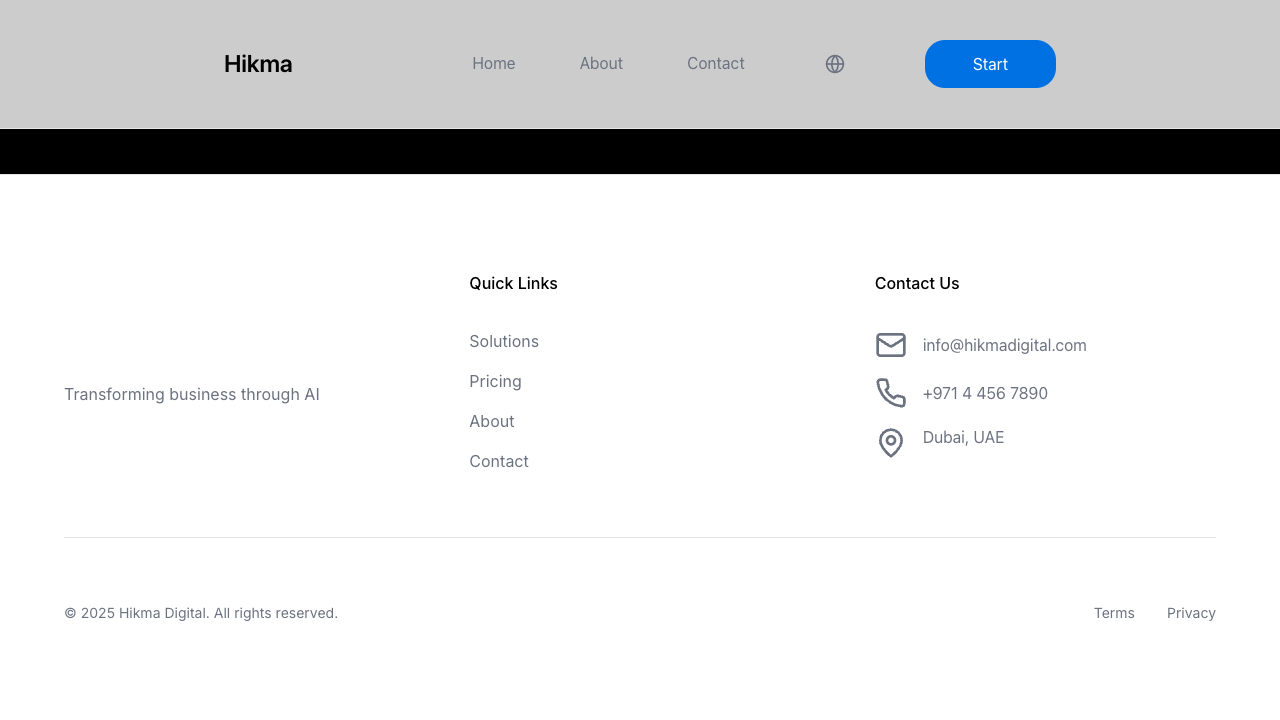 Hikma
Home
About
Contact
Start
Transforming business through AI
Quick Links
Solutions
Pricing
About
Contact
Contact Us
info@hikmadigital.com
+971 4 456 7890
Dubai, UAE
© 2025 Hikma Digital. All rights reserved.
Terms
Privacy